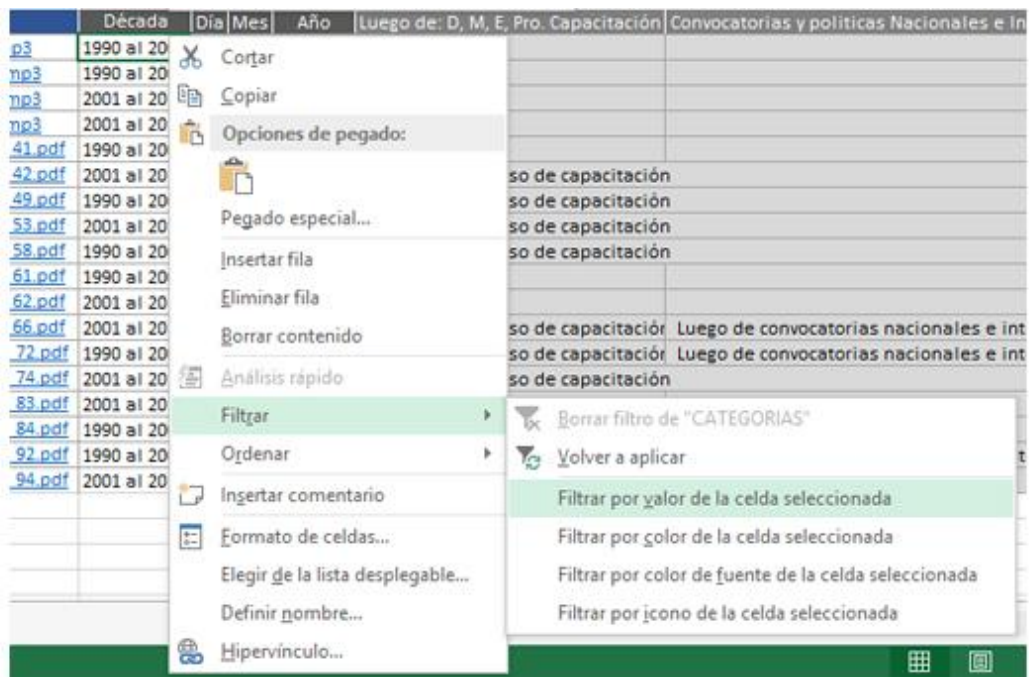 Década Día Mes Año Luego de: D, M, E, Pro. Capacitación Convocatorias y politicas Nacionales e In
p3 1990 al 20
mp3 1990 al 20
mp3 2001 al 20
mp3 2001 al 20
41.pdf 1990 al 20
42.pdf 2001 al 20 so de capacitación
49.pdf 1990 al 20 so de capacitación
53.pdf 2001 al 20 so de capacitación
58.pdf 1990 al 20 so de capacitación
61.pdf 1990 al 20
62.pdf 2001 al 20
66.pdf 2001 al 20 so de capacitación Luego de convocatorias nacionales e int
72.pdf 1990 al 20 so de capacitación Luego de convocatorias nacionales e int
74.pdf 2001 al 20 so de capacitación
83.pdf 2001 al 20
84.pdf 1990 al 20
92.pdf 1990 al 20
94.pdf 2001 al 20
Cortar
Copiar
Opciones de pegado:
Pegado especial...
Insertar fila
Eliminar fila
Borrar contenido
Análisis rápido
Filtrar
Ordenar
Insertar comentario
Formato de celdas...
Elegir de la lista desplegable...
Definir nombre...
Hipervínculo...
Borrar filtro de "CATEGORIAS"
Volver a aplicar
Filtrar por valor de la celda seleccionada
Filtrar por color de la celda seleccionada
Filtrar por color de fuente de la celda seleccionada
Filtrar por icono de la celda seleccionada